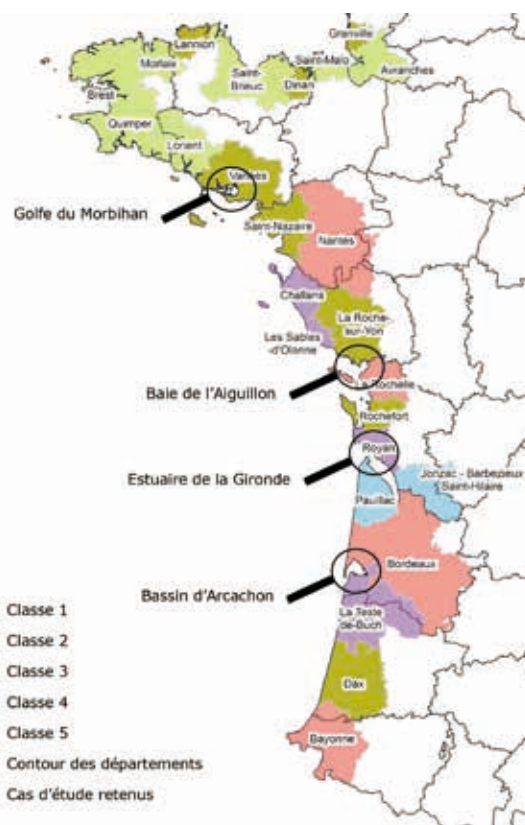 Granville
Lannion
Saint-Malo
Morlaix
Saint-
Brieuc
Dinan
Avranches
Brest
Quimper
Lorient
Vannes
Golfe du Morbihan
Saint-Nazaire
Nantes
Challans
La Roche-
sur-Yon
Les Sables
-d'Olonne
Baie de l'Aiguillon
La Rochelle
Rochefort
Royan
Estuaire de la Gironde
Jonzac - Barbezieux
Saint-Hilaire
Pauillac
Bordeaux
Bassin d'Arcachon
La Teste
de-Buch
Classe 1
Classe 2
Classe 3
Classe 4
Classe 5
Dax
Bayonne
Contour des départements
Cas d'étude retenus